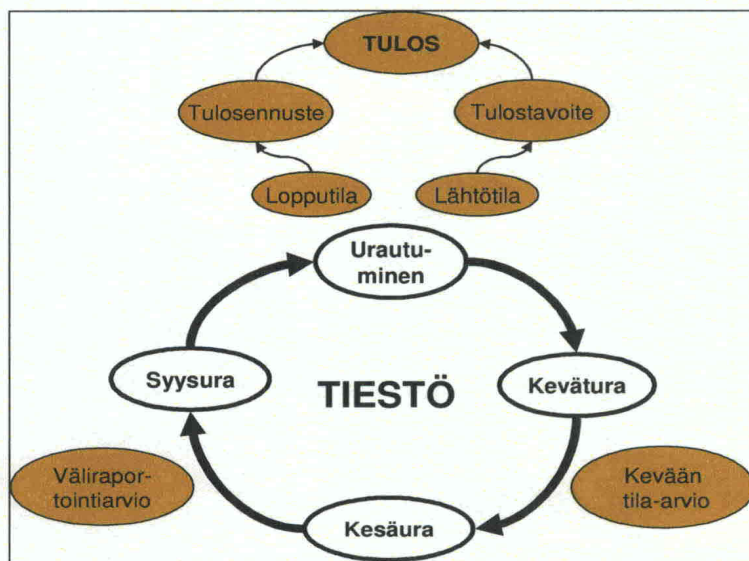 TULOS
Tulosennuste
Tulostavoite
Lopputila
Lähtötila
Urautu-
minen
Syysura
TIESTÖ
Kevätura
Välirapor-
tointiarvio
Kevään
tila-arvio
Kesäura